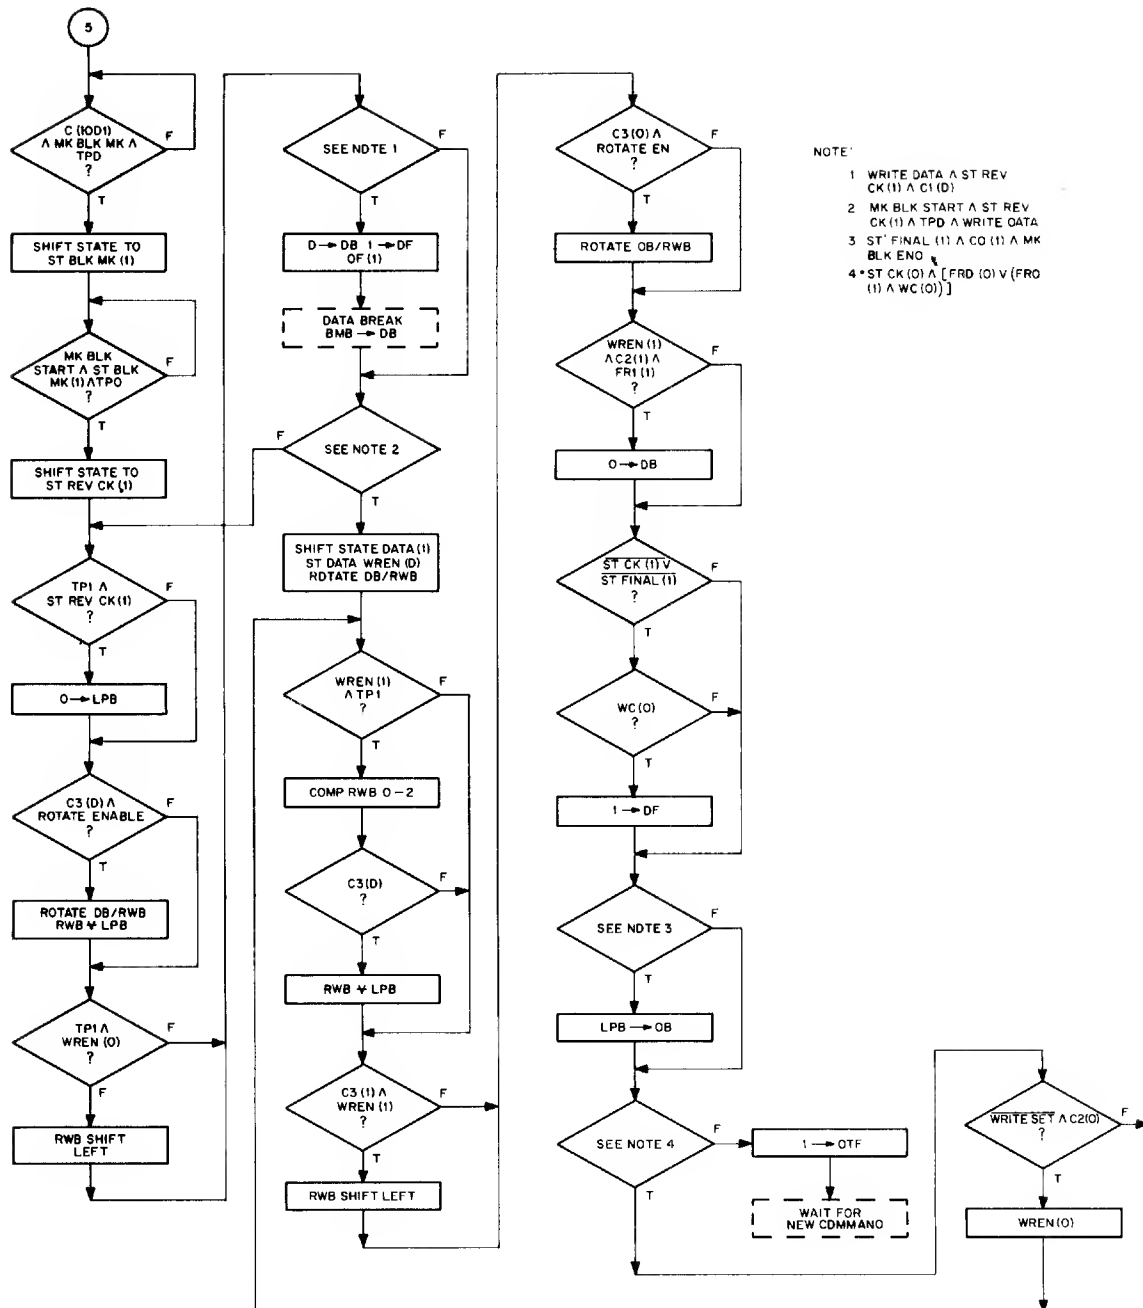 5
C (10D1)
Λ MK BLK MK Λ
TPD
?
F
T
SHIFT STATE TO
ST BLK MK (1)
MK BLK
START Λ ST BLK
MK (1) ΛTPO
?
F
T
SHIFT STATE TO
ST REV CK (1)
TP1 Λ
ST REV CK(1)
?
F
T
O → LPB
C3(D) Λ
ROTATE ENABLE
?
F
T
ROTATE DB/RWB
RWB ⊻ LPB
TP1 Λ
WREN (0)
?
F
F
RWB SHIFT
LEFT
SEE NDTE 1
F
T
D → DB 1 → DF
OF (1)
DATA BREAK
BMB → DB
SEE NOTE 2
F
T
SHIFT STATE DATA (1)
ST DATA WREN (D)
RDTATE DB/RWB
WREN (1)
Λ TP1
?
F
T
COMP RWB 0-2
C3(D)
?
F
T
RWB ⊻ LPB
C3(1) Λ
WREN (1)
?
F
T
RWB SHIFT LEFT
C3(0) Λ
ROTATE EN
?
F
T
ROTATE OB/RWB
WREN (1)
ΛC2(1) Λ
FR1 (1)
?
F
T
0 → DB
ST CK (1) V
ST FINAL (1)
?
F
T
WC(0)
?
F
T
1 → DF
SEE NDTE 3
F
T
LPB → OB
SEE NOTE 4
F
T
1 → OTF
WAIT FOR
NEW CDMMANO
WRITE SET Λ C2(0)
?
F
T
WREN(0)
NOTE'
1 WRITE DATA Λ ST REV
CK(1) Λ C1 (D)
2 MK BLK START Λ ST REV
CK (1) Λ TPD Λ WRITE OATA
3 ST' FINAL (1) Λ CO (1) Λ MK
BLK ENO
4• ST CK (0) Λ [ FRD (0) V (FRO
(1) Λ WC (0)) ]